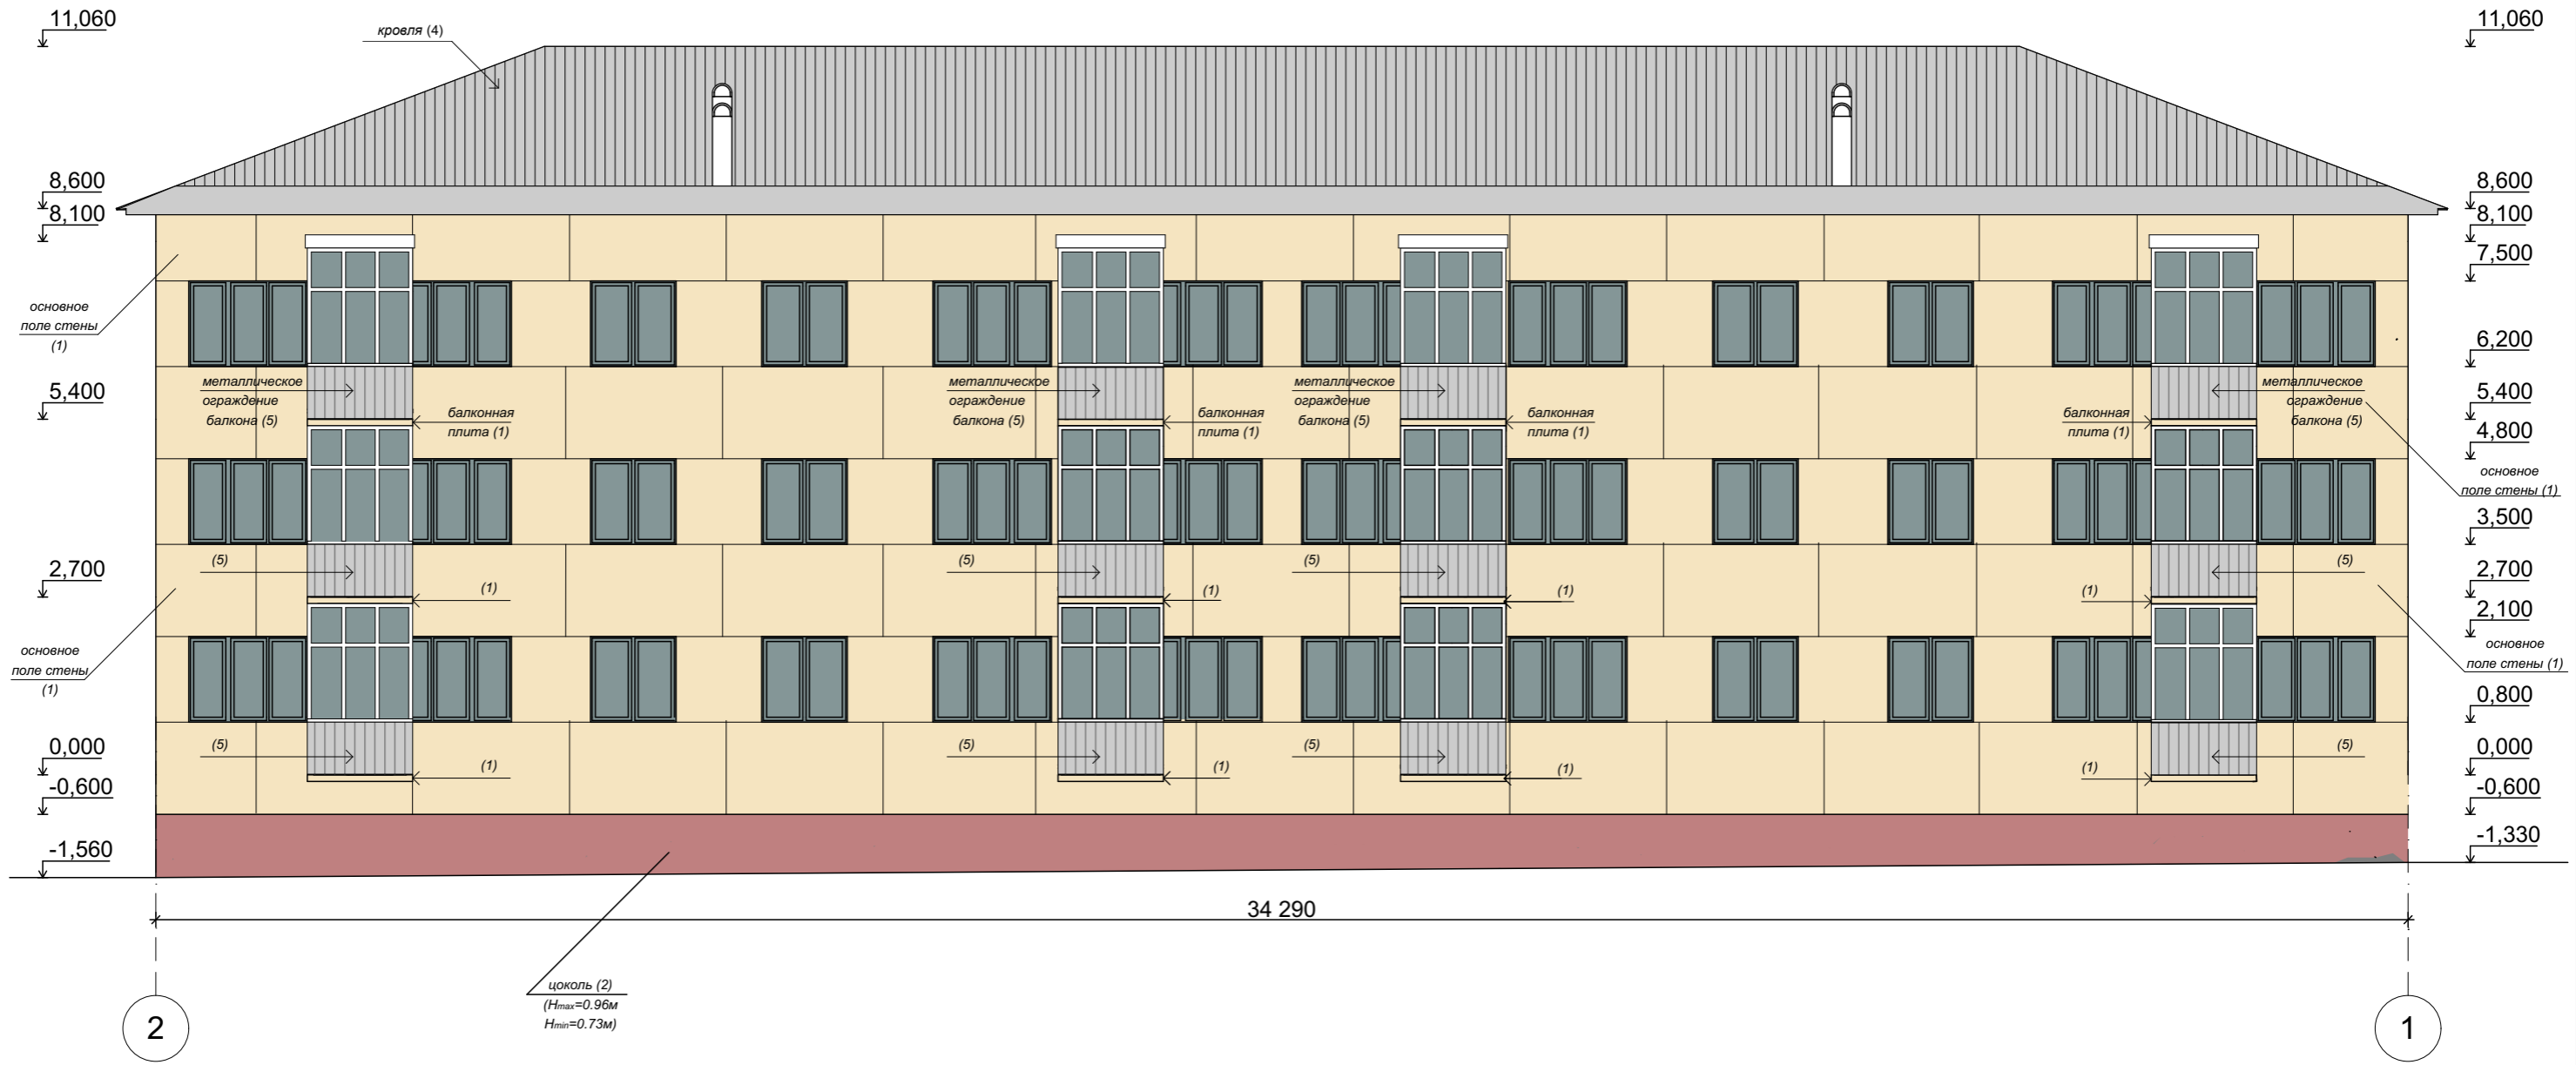 11,060
11,060
кровля (4)
8,600
8,600
8,100
8,100
7,500
основное
поле стены
(1)
6,200
металлическое
ограждение
балкона (5)
металлическое
ограждение
балкона (5)
металлическое
ограждение
балкона (5)
металлическое
ограждение
балкона (5)
5,400
5,400
балконная
плита (1)
балконная
плита (1)
балконная
плита (1)
балконная
плита (1)
4,800
основное
поле стены (1)
3,500
(5)
(5)
(5)
(5)
2,700
2,700
(1)
(1)
(1)
(1)
2,100
основное
поле стены
(1)
основное
поле стены (1)
0,800
(5)
(5)
(5)
(5)
0,000
0,000
(1)
(1)
(1)
(1)
-0,600
-0,600
-1,560
-1,330
34 290
цоколь (2)
(Hmax=0.96м
Hmin=0.73м)
2
1